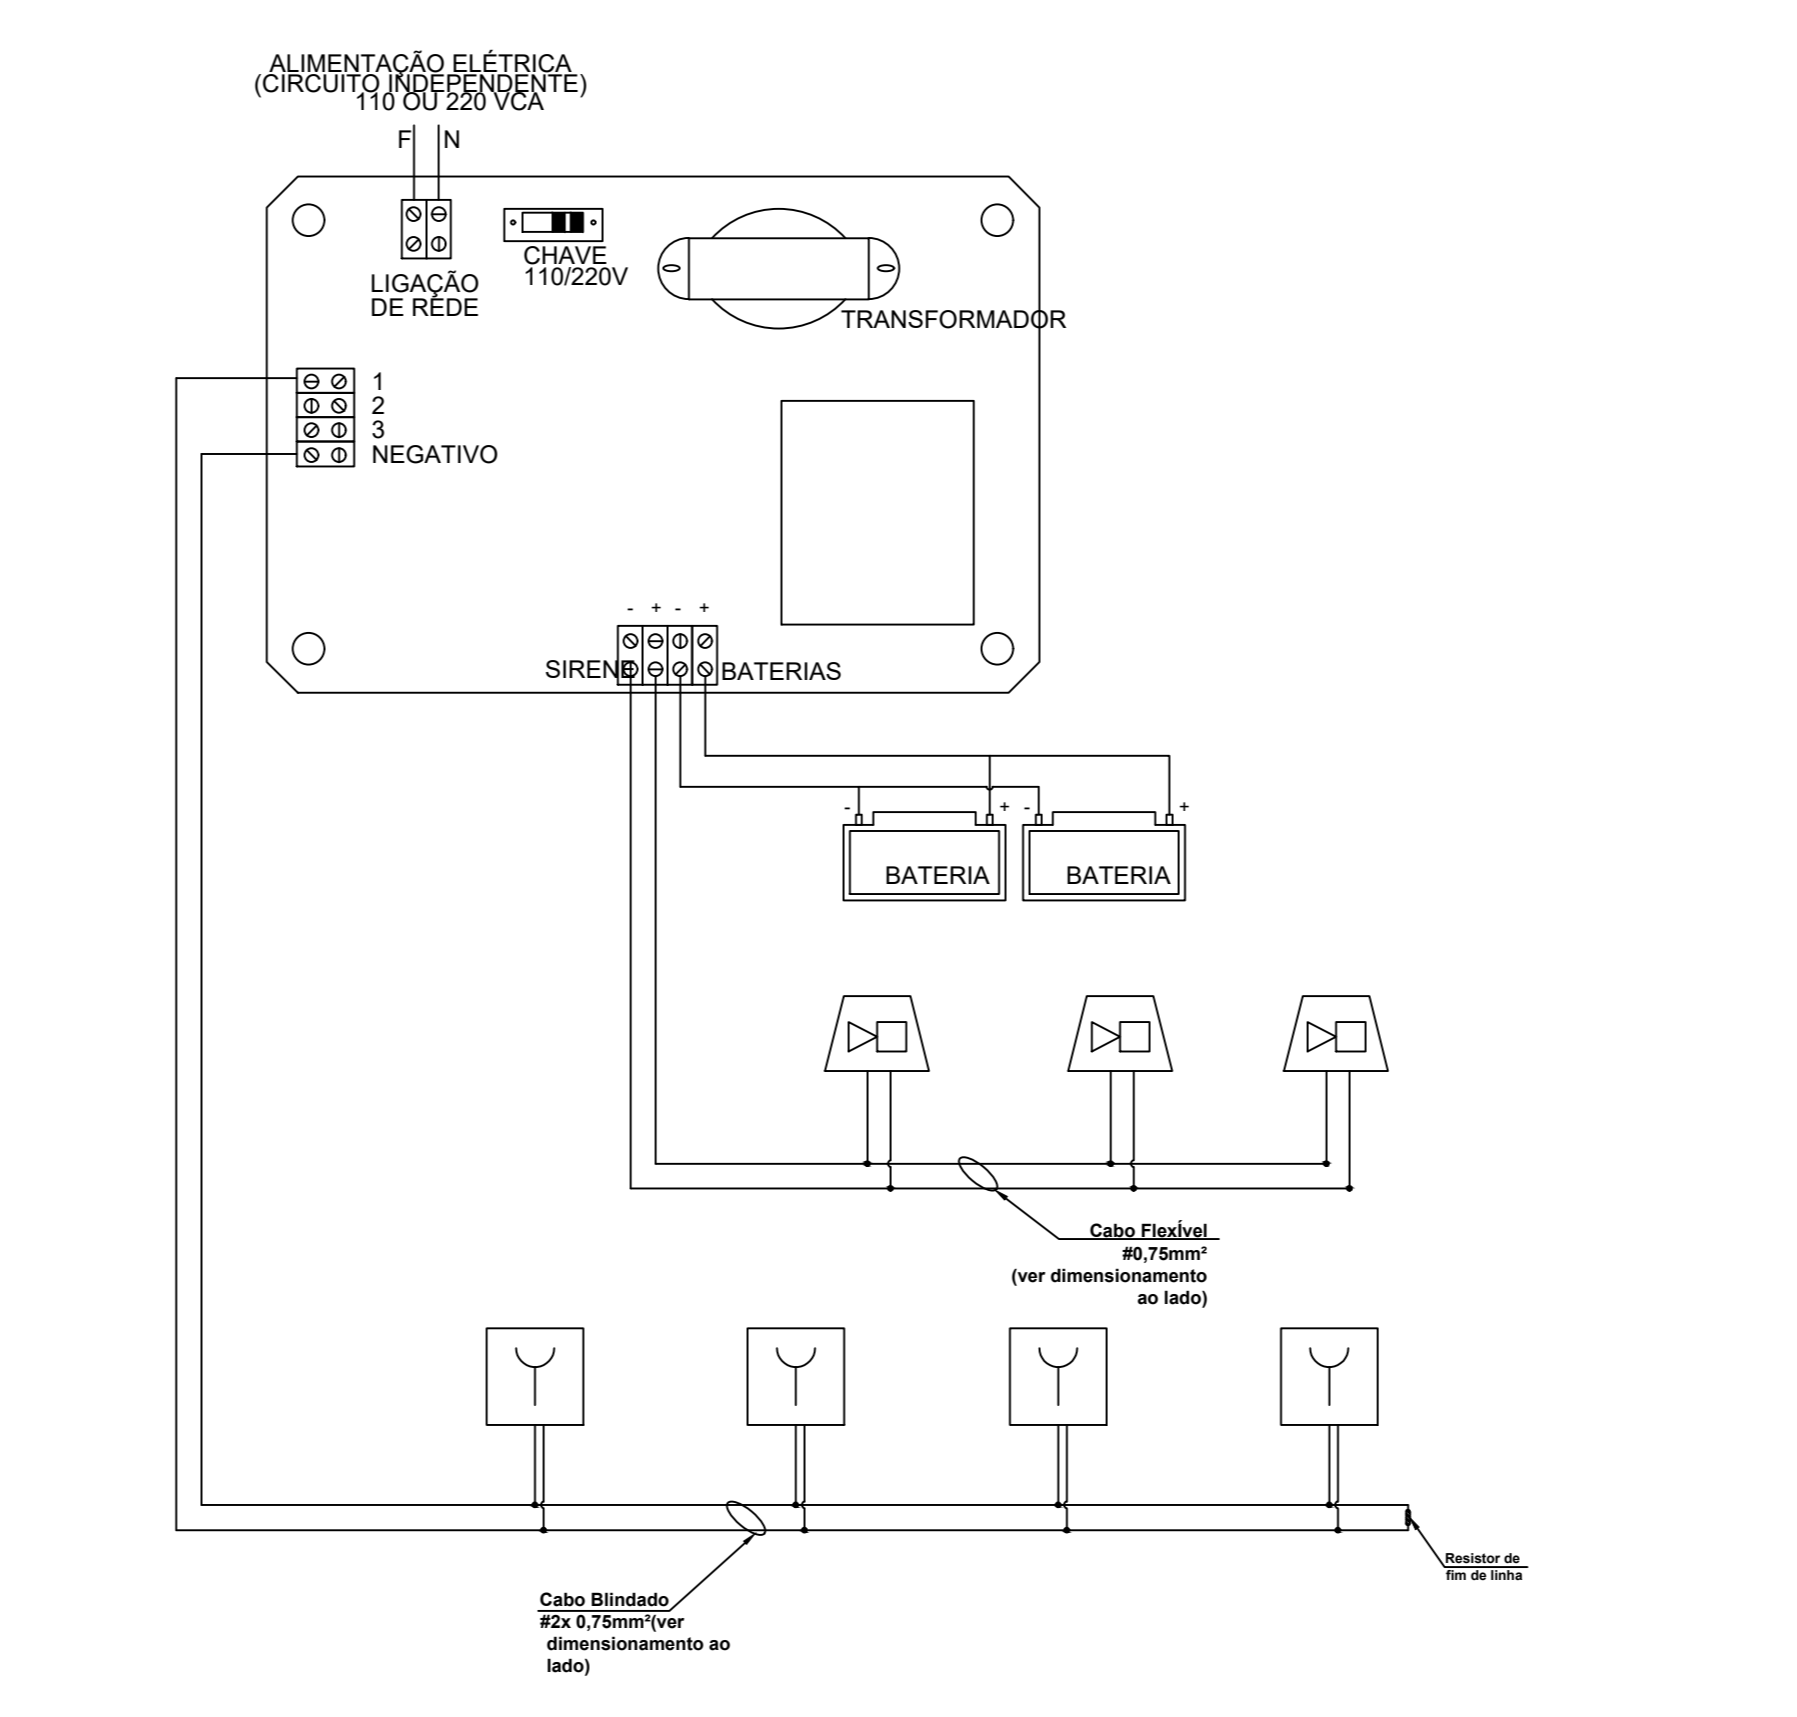 ALIMENTAÇÃO ELÉTRICA
(CIRCUITO INDEPENDENTE)
110 OU 220 VCA
F N
CHAVE
110/220V
LIGAÇÃO
DE REDE
TRANSFORMADOR
1
2
3
NEGATIVO
- + - +
SIRENE
BATERIAS
- + - +
BATERIA BATERIA
Cabo FlexÍvel
#0,75mm²
(ver dimensionamento
ao lado)
Resistor de
fim de linha
Cabo Blindado
#2x 0,75mm²(ver
dimensionamento ao
lado)